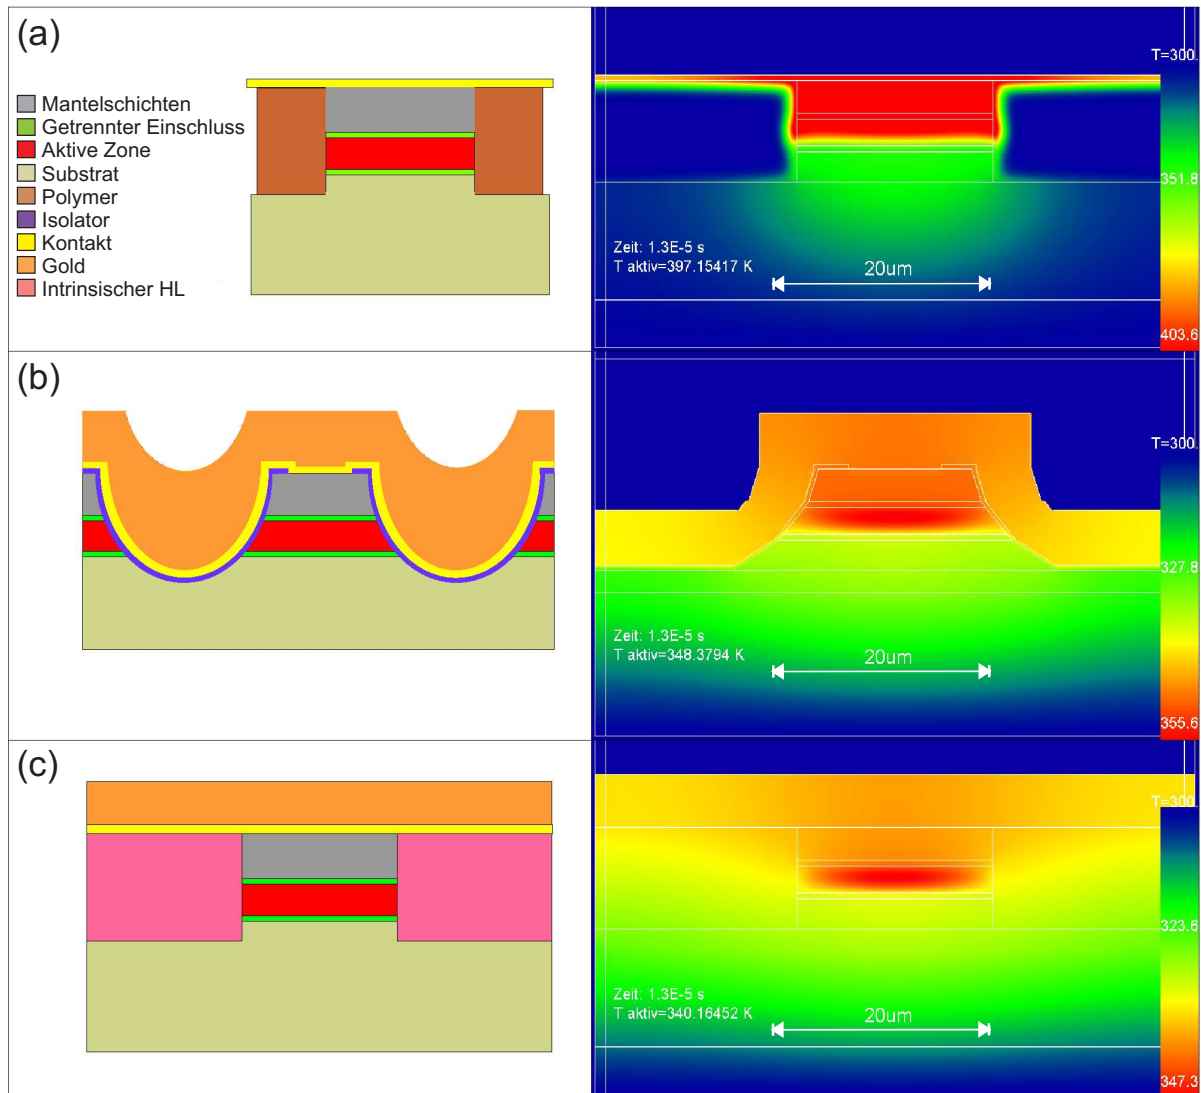 (a)
Mantelschichten
Getrennter Einschluss
Aktive Zone
Substrat
Polymer
Isolator
Kontakt
Gold
Intrinsischer HL
T=300.
351.8
403.6
Zeit: 1.3E-5 s
T aktiv=397.15417 K
20um
(b)
T=300.
327.8
355.6
Zeit: 1.3E-5 s
T aktiv=348.3794 K
20um
(c)
T=300.
323.6
347.3
Zeit: 1.3E-5 s
T aktiv=340.16452 K
20um